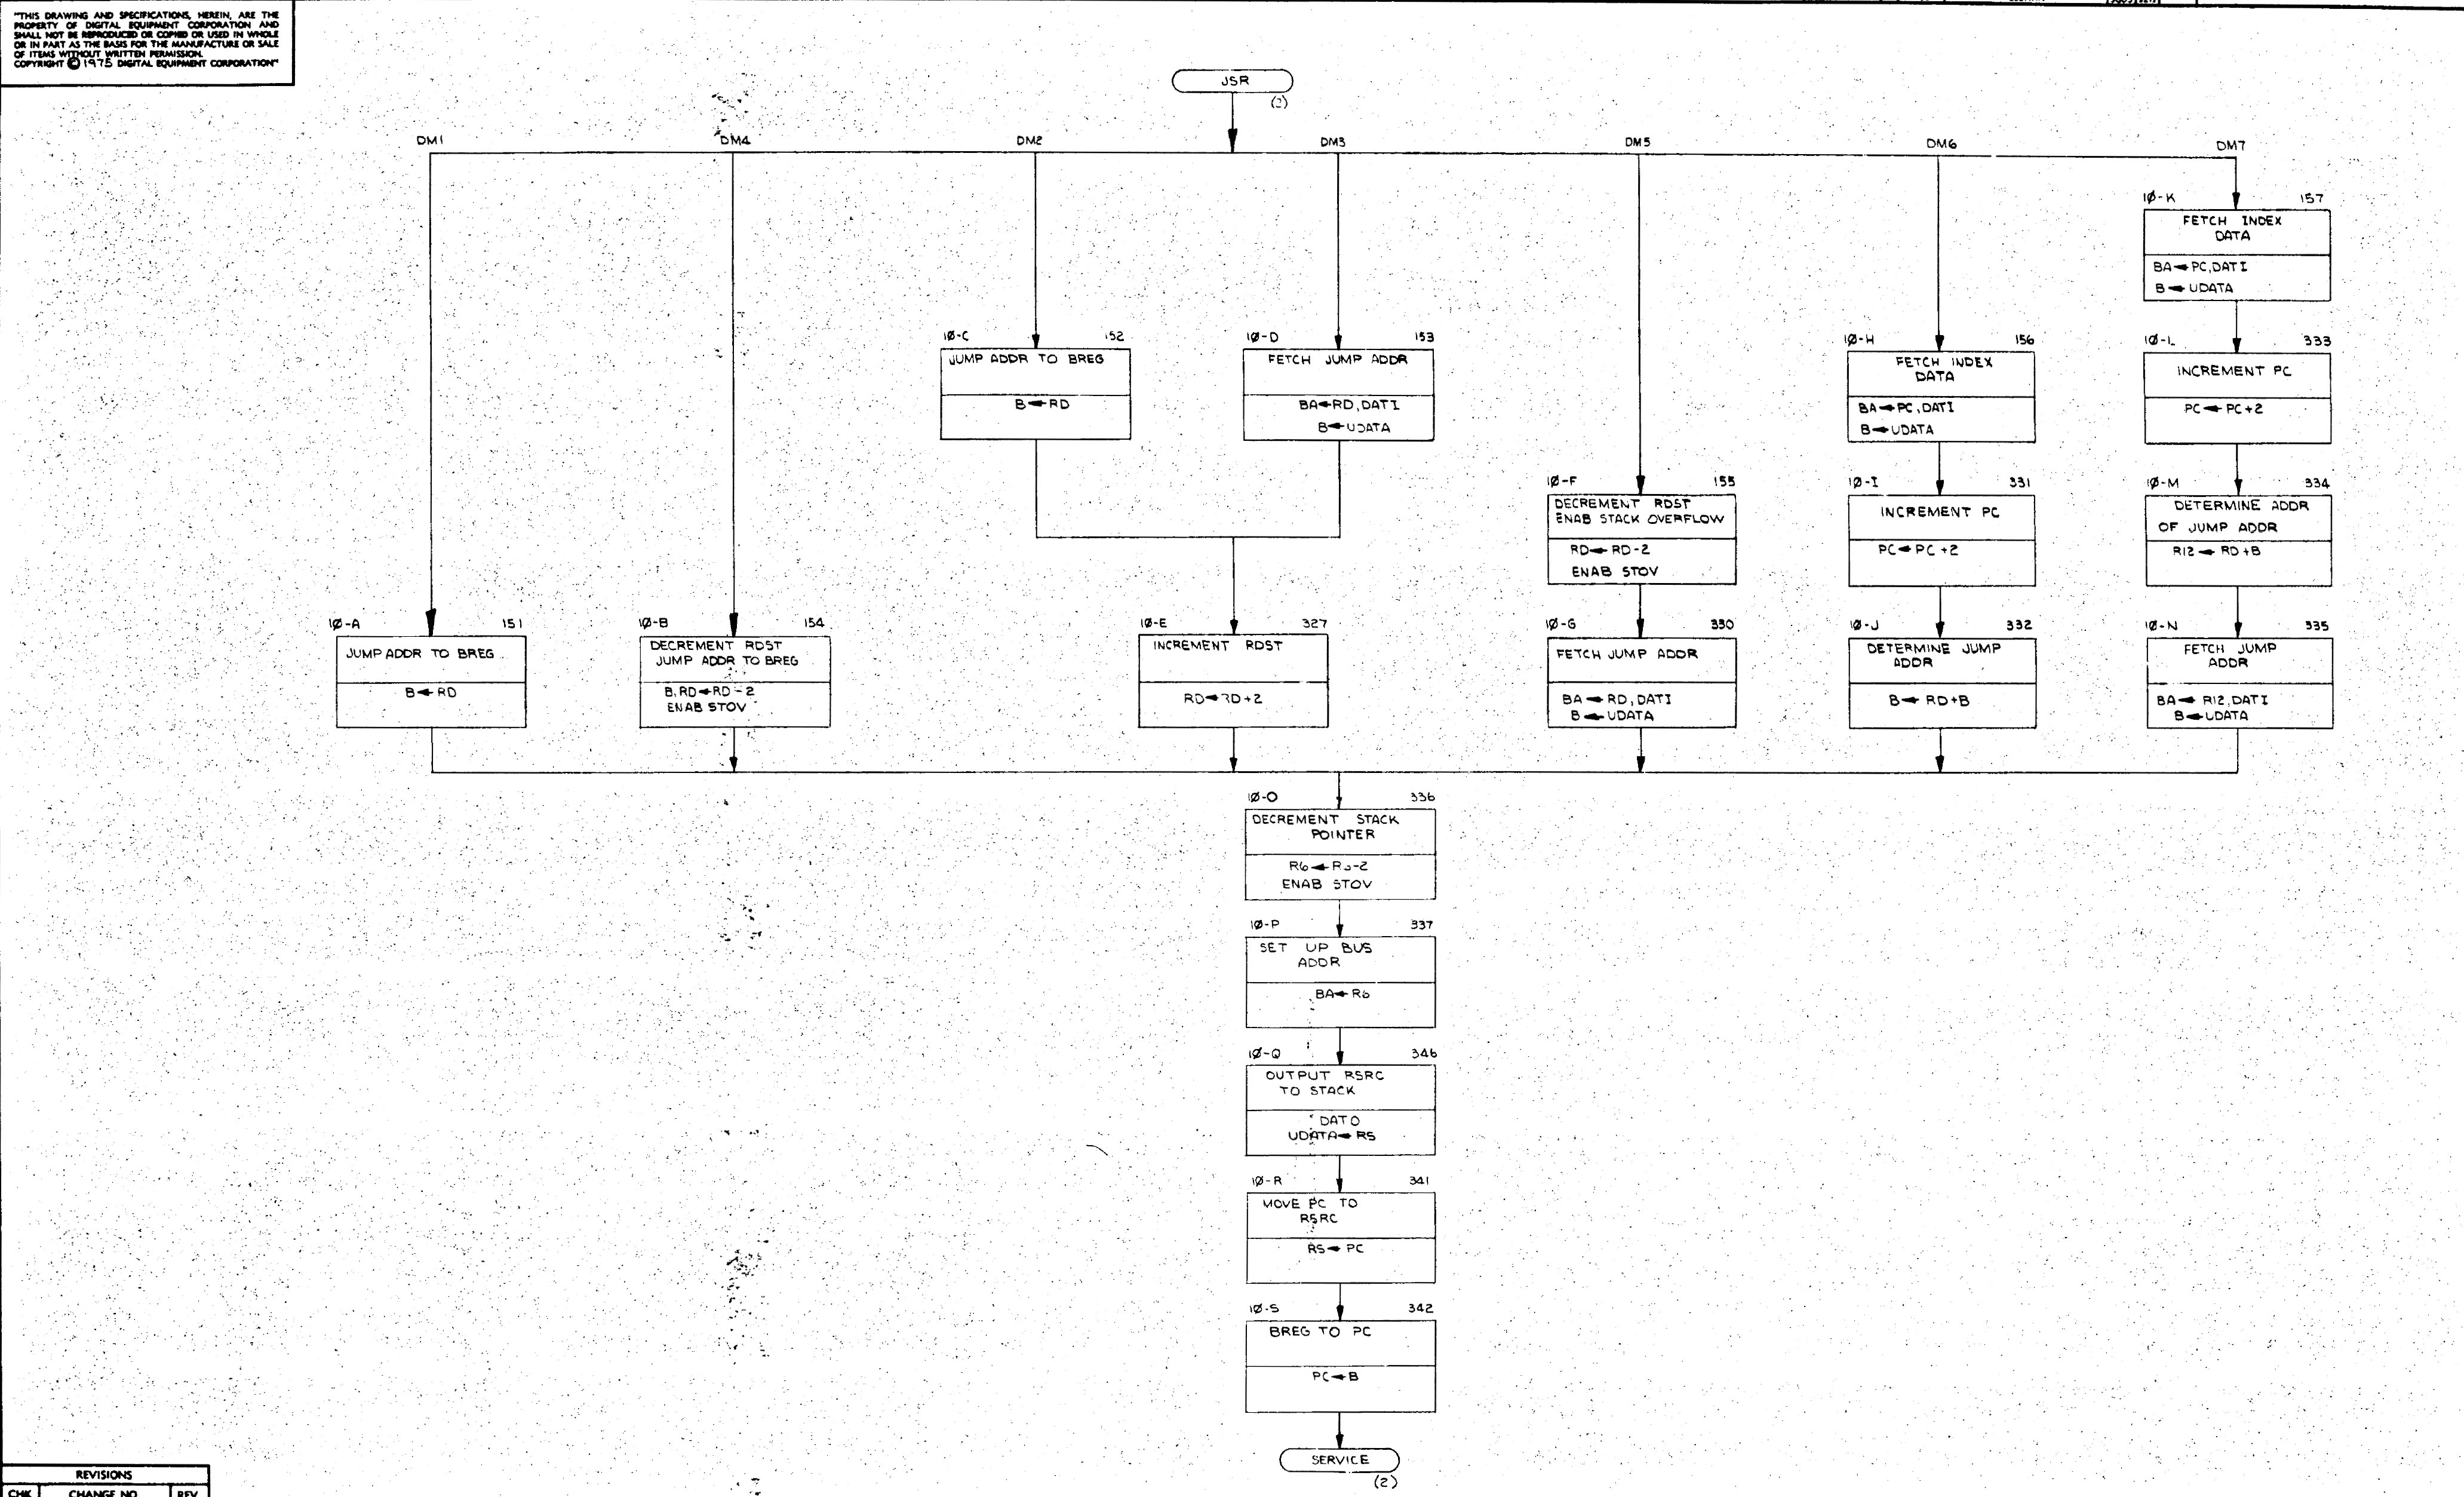 "THIS DRAWING AND SPECIFICATIONS, HEREIN, ARE THE
PROPERTY OF DIGITAL EQUIPMENT CORPORATION AND
SHALL NOT BE REPRODUCED OR COPIED OR USED IN WHOLE
OR IN PART AS THE BASIS FOR THE MANUFACTURE OR SALE
OF ITEMS WITHOUT WRITTEN PERMISSION.
COPYRIGHT © 1975 DIGITAL EQUIPMENT CORPORATION"
JSR
DM1 DM4 DM2 DM3 DM5 DM6 DM7
1Ø-K 157
FETCH INDEX
DATA
BA←PC,DATI
B←UDATA
1Ø-C 152
JUMP ADDR TO BREG
B←RD
1Ø-D 153
FETCH JUMP ADDR
BA←RD,DATI
B←UDATA
1Ø-H 156
FETCH INDEX
DATA
BA←PC,DATI
B←UDATA
1Ø-L 333
INCREMENT PC
PC←PC+2
1Ø-F 155
DECREMENT RDST
ENAB STACK OVERFLOW
RD←RD-2
ENAB STOV
1Ø-I 331
INCREMENT PC
PC←PC+2
1Ø-M 334
DETERMINE ADDR
OF JUMP ADDR
R12←RD+B
1Ø-A 151
JUMP ADDR TO BREG
B←RD
1Ø-B 154
DECREMENT RDST
JUMP ADDR TO BREG
B,RD←RD-2
ENAB STOV
1Ø-E 327
INCREMENT RDST
RD←RD+2
1Ø-G 330
FETCH JUMP ADDR
BA←RD,DATI
B←UDATA
1Ø-J 332
DETERMINE JUMP
ADDR
B←RD+B
1Ø-N 335
FETCH JUMP
ADDR
BA←R12,DATI
B←UDATA
1Ø-O 336
DECREMENT STACK
POINTER
R6←R6-2
ENAB STOV
1Ø-P 337
SET UP BUS
ADDR
BA←R6
1Ø-Q 346
OUTPUT RSRC
TO STACK
DATO
UDATA←RS
1Ø-R 341
MOVE PC TO
RSRC
RS←PC
1Ø-S 342
BREG TO PC
PC←B
SERVICE
(2)
REVISIONS
CHK CHANGE NO REV